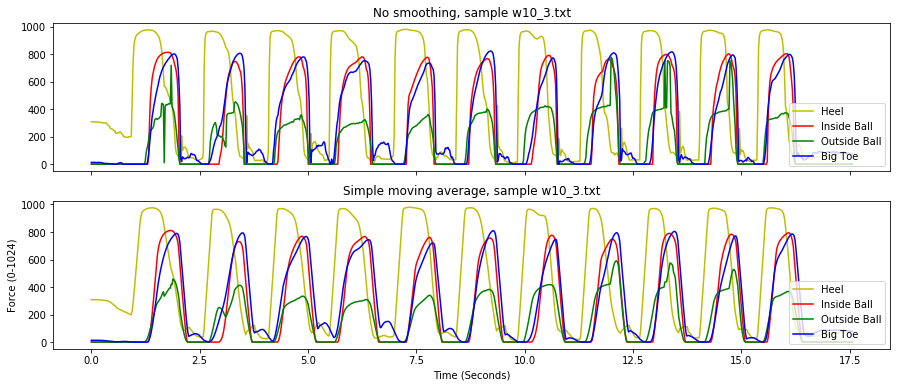 No smoothing, sample w10_3.txt
1000
800
600
400
200
0
Heel
Inside Ball
Outside Ball
Big Toe
Simple moving average, sample w10_3.txt
Force (0-1024)
1000
800
600
400
200
0
Heel
Inside Ball
Outside Ball
Big Toe
0.0 2.5 5.0 7.5 10.0 12.5 15.0 17.5
Time (Seconds)